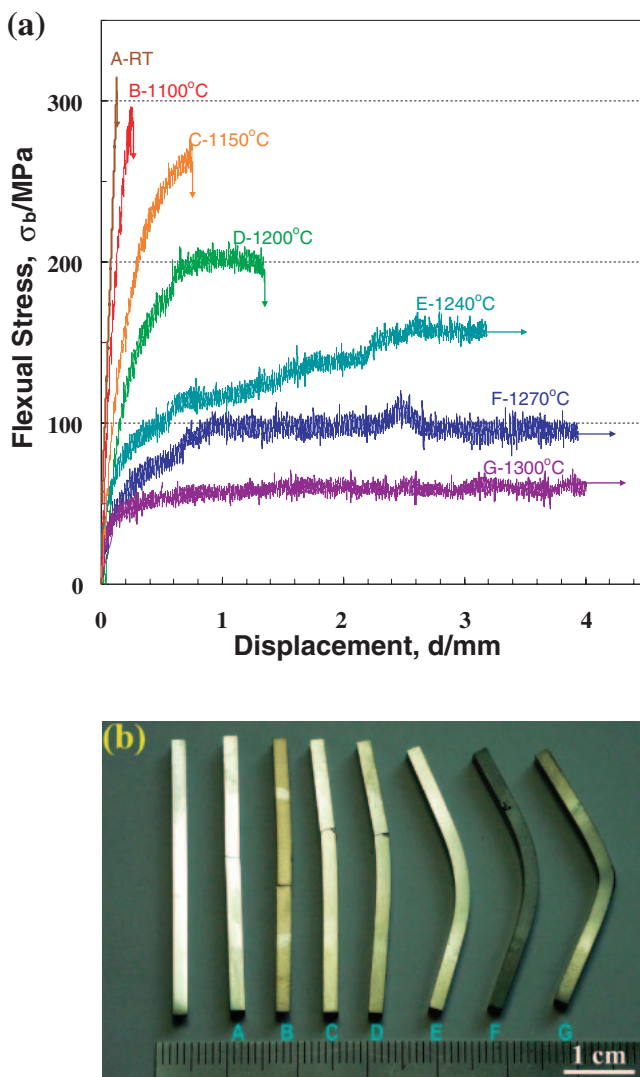 (a)
A-RT
B-1100°C
300
C-1150°C
D-1200°C
200
E-1240°C
F-1270°C
100
G-1300°C
0
0 1 2 3 4
Flexual Stress, σb/MPa
Displacement, d/mm
(b)
A B C D E F G
1 cm